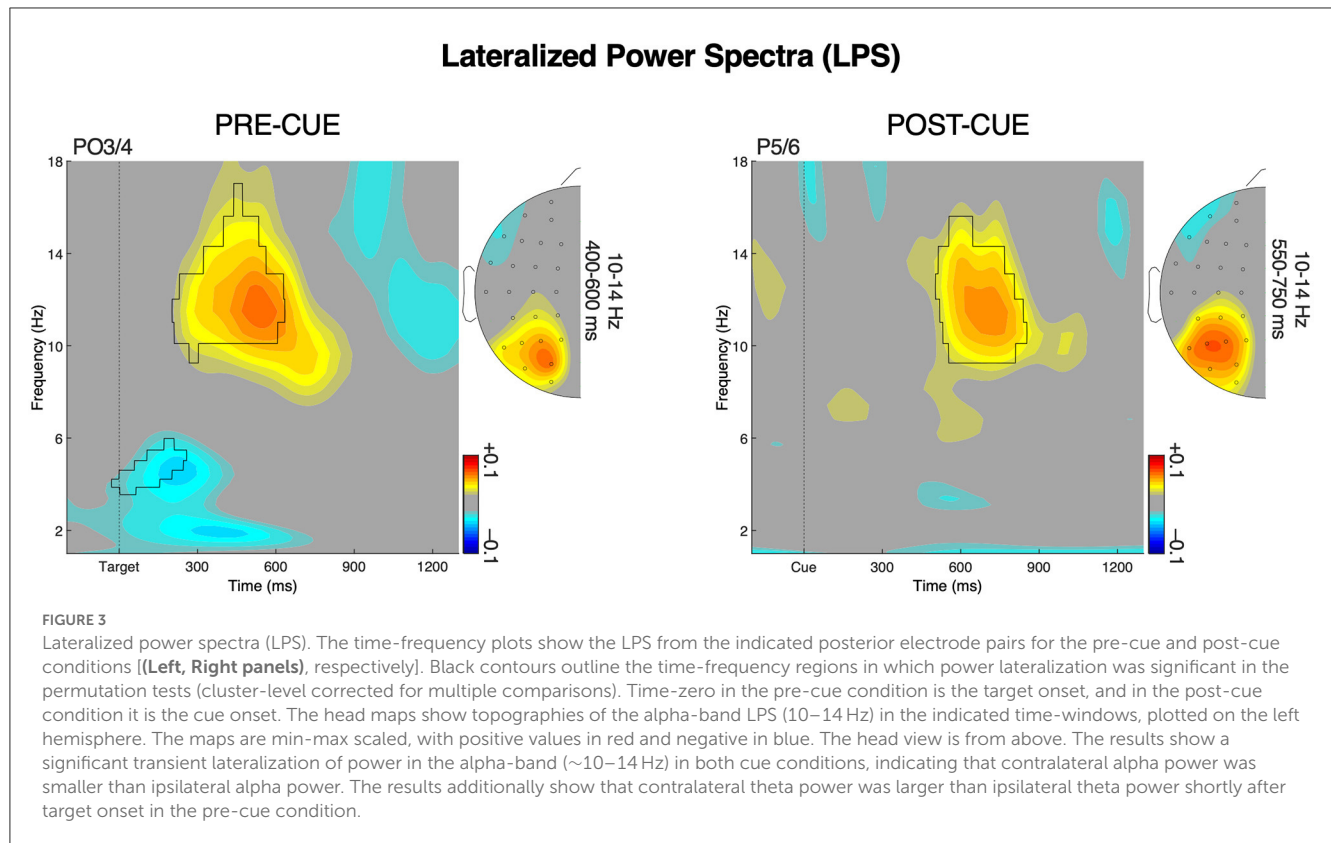 Lateralized Power Spectra (LPS)
PRE-CUE
PO3/4
18
14
10
6
2
Frequency (Hz)
Target
300
600
900
1200
Time (ms)
+0.1
−0.1
10-14 Hz
400-600 ms
POST-CUE
P5/6
18
14
10
6
2
Frequency (Hz)
Cue
300
600
900
1200
Time (ms)
+0.1
−0.1
10-14 Hz
550-750 ms
FIGURE 3
Lateralized power spectra (LPS). The time-frequency plots show the LPS from the indicated posterior electrode pairs for the pre-cue and post-cue
conditions [(Left, Right panels), respectively]. Black contours outline the time-frequency regions in which power lateralization was significant in the
permutation tests (cluster-level corrected for multiple comparisons). Time-zero in the pre-cue condition is the target onset, and in the post-cue
condition it is the cue onset. The head maps show topographies of the alpha-band LPS (10–14 Hz) in the indicated time-windows, plotted on the left
hemisphere. The maps are min-max scaled, with positive values in red and negative in blue. The head view is from above. The results show a
significant transient lateralization of power in the alpha-band (~10–14 Hz) in both cue conditions, indicating that contralateral alpha power was
smaller than ipsilateral alpha power. The results additionally show that contralateral theta power was larger than ipsilateral theta power shortly after
target onset in the pre-cue condition.